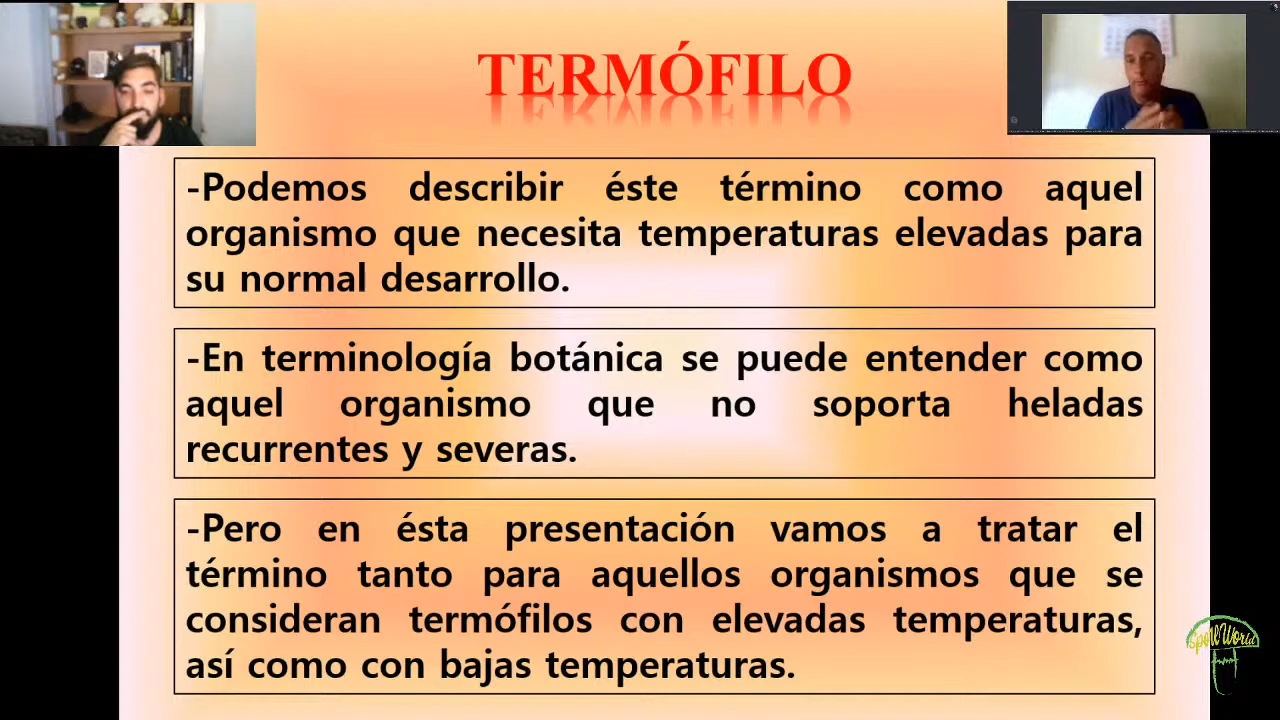 TERMÓFILO
-Podemos describir éste término como aquel
organismo que necesita temperaturas elevadas para
su normal desarrollo.
-En terminología botánica se puede entender como
aquel organismo que no soporta heladas
recurrentes y severas.
-Pero en ésta presentación vamos a tratar el
término tanto para aquellos organismos que se
consideran termófilos con elevadas temperaturas,
así como con bajas temperaturas.
Spore World